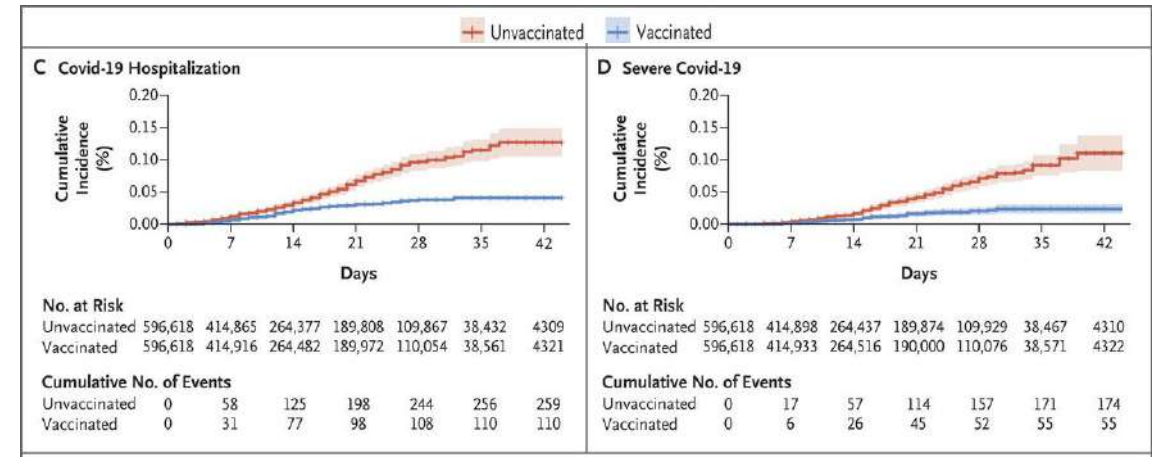 Unvaccinated Vaccinated
C Covid-19 Hospitalization
Cumulative
Incidence
(%)
0.20
0.15
0.10
0.05
0.00
0 7 14 21 28 35 42
Days
No. at Risk
Unvaccinated 596,618 414,865 264,377 189,808 109,867 38,432 4309
Vaccinated 596,618 414,916 264,482 189,972 110,054 38,561 4321
Cumulative No. of Events
Unvaccinated 0 58 125 198 244 256 259
Vaccinated 0 31 77 98 108 110 110
D Severe Covid-19
Cumulative
Incidence
(%)
0.20
0.15
0.10
0.05
0.00
0 7 14 21 28 35 42
Days
No. at Risk
Unvaccinated 596,618 414,898 264,437 189,874 109,929 38,467 4310
Vaccinated 596,618 414,933 264,516 190,000 110,076 38,571 4322
Cumulative No. of Events
Unvaccinated 0 17 57 114 157 171 174
Vaccinated 0 6 26 45 52 55 55